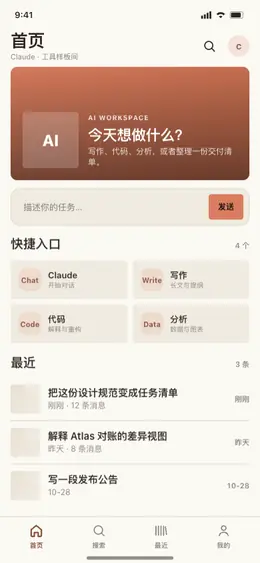 9:41
首页
Claude · 工具样板间
C
AI
AI WORKSPACE
今天想做什么？
写作、代码、分析，或者整理一份交付清
单。
描述你的任务...
发送
快捷入口
4 个
Chat
Claude
开始对话
Write
写作
长文与提纲
Code
代码
解释与重构
Data
分析
数据与图表
最近
3 条
把这份设计规范变成任务清单
刚刚 · 12 条消息
刚刚
解释 Atlas 对账的差异视图
昨天 · 8 条消息
昨天
写一段发布公告
10-28
10-28
首页
搜索
最近
我的